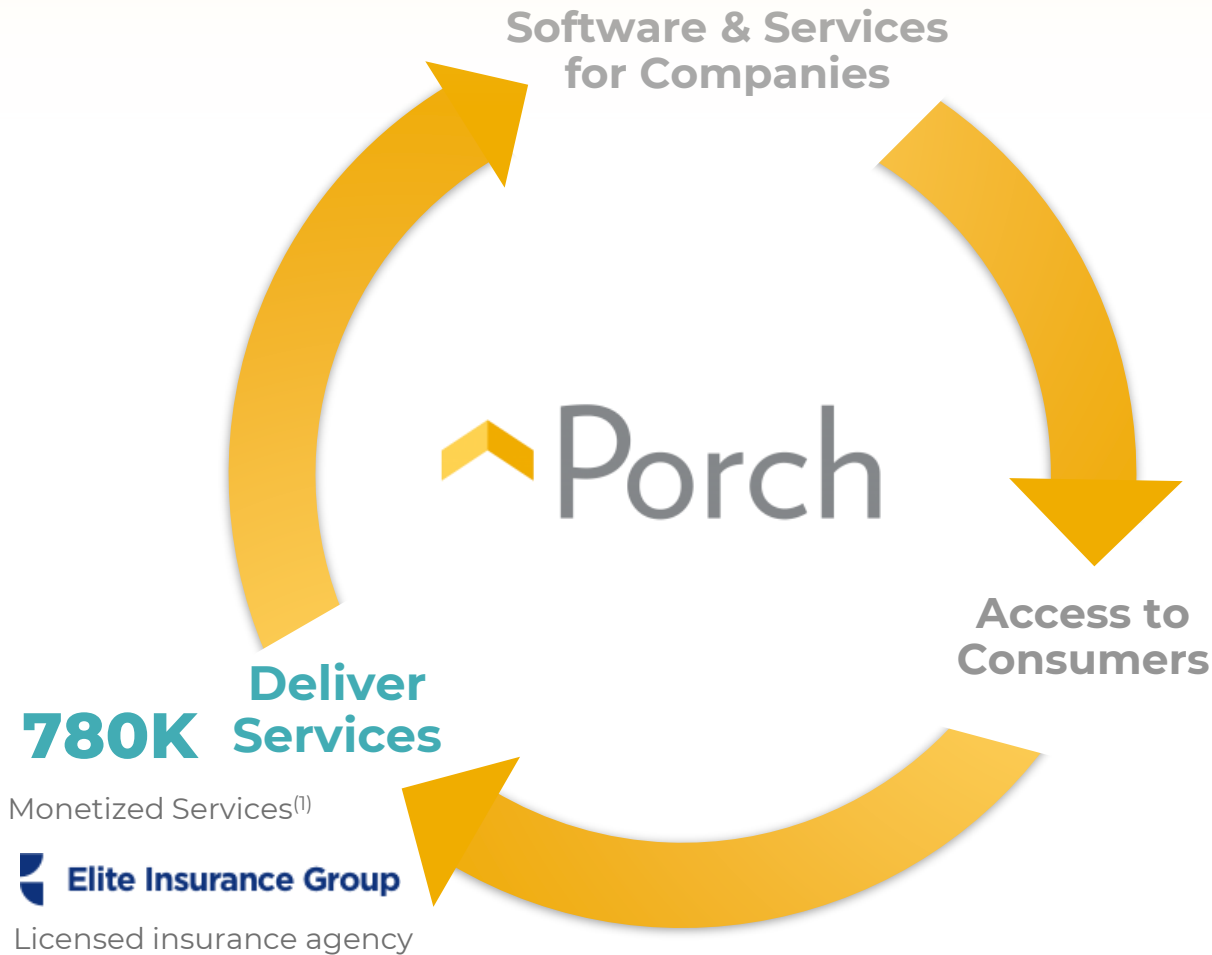 Software & Services
for Companies
Porch
Access to
Consumers
Deliver
Services
780K
Monetized Services(1)
Elite Insurance Group
Licensed insurance agency